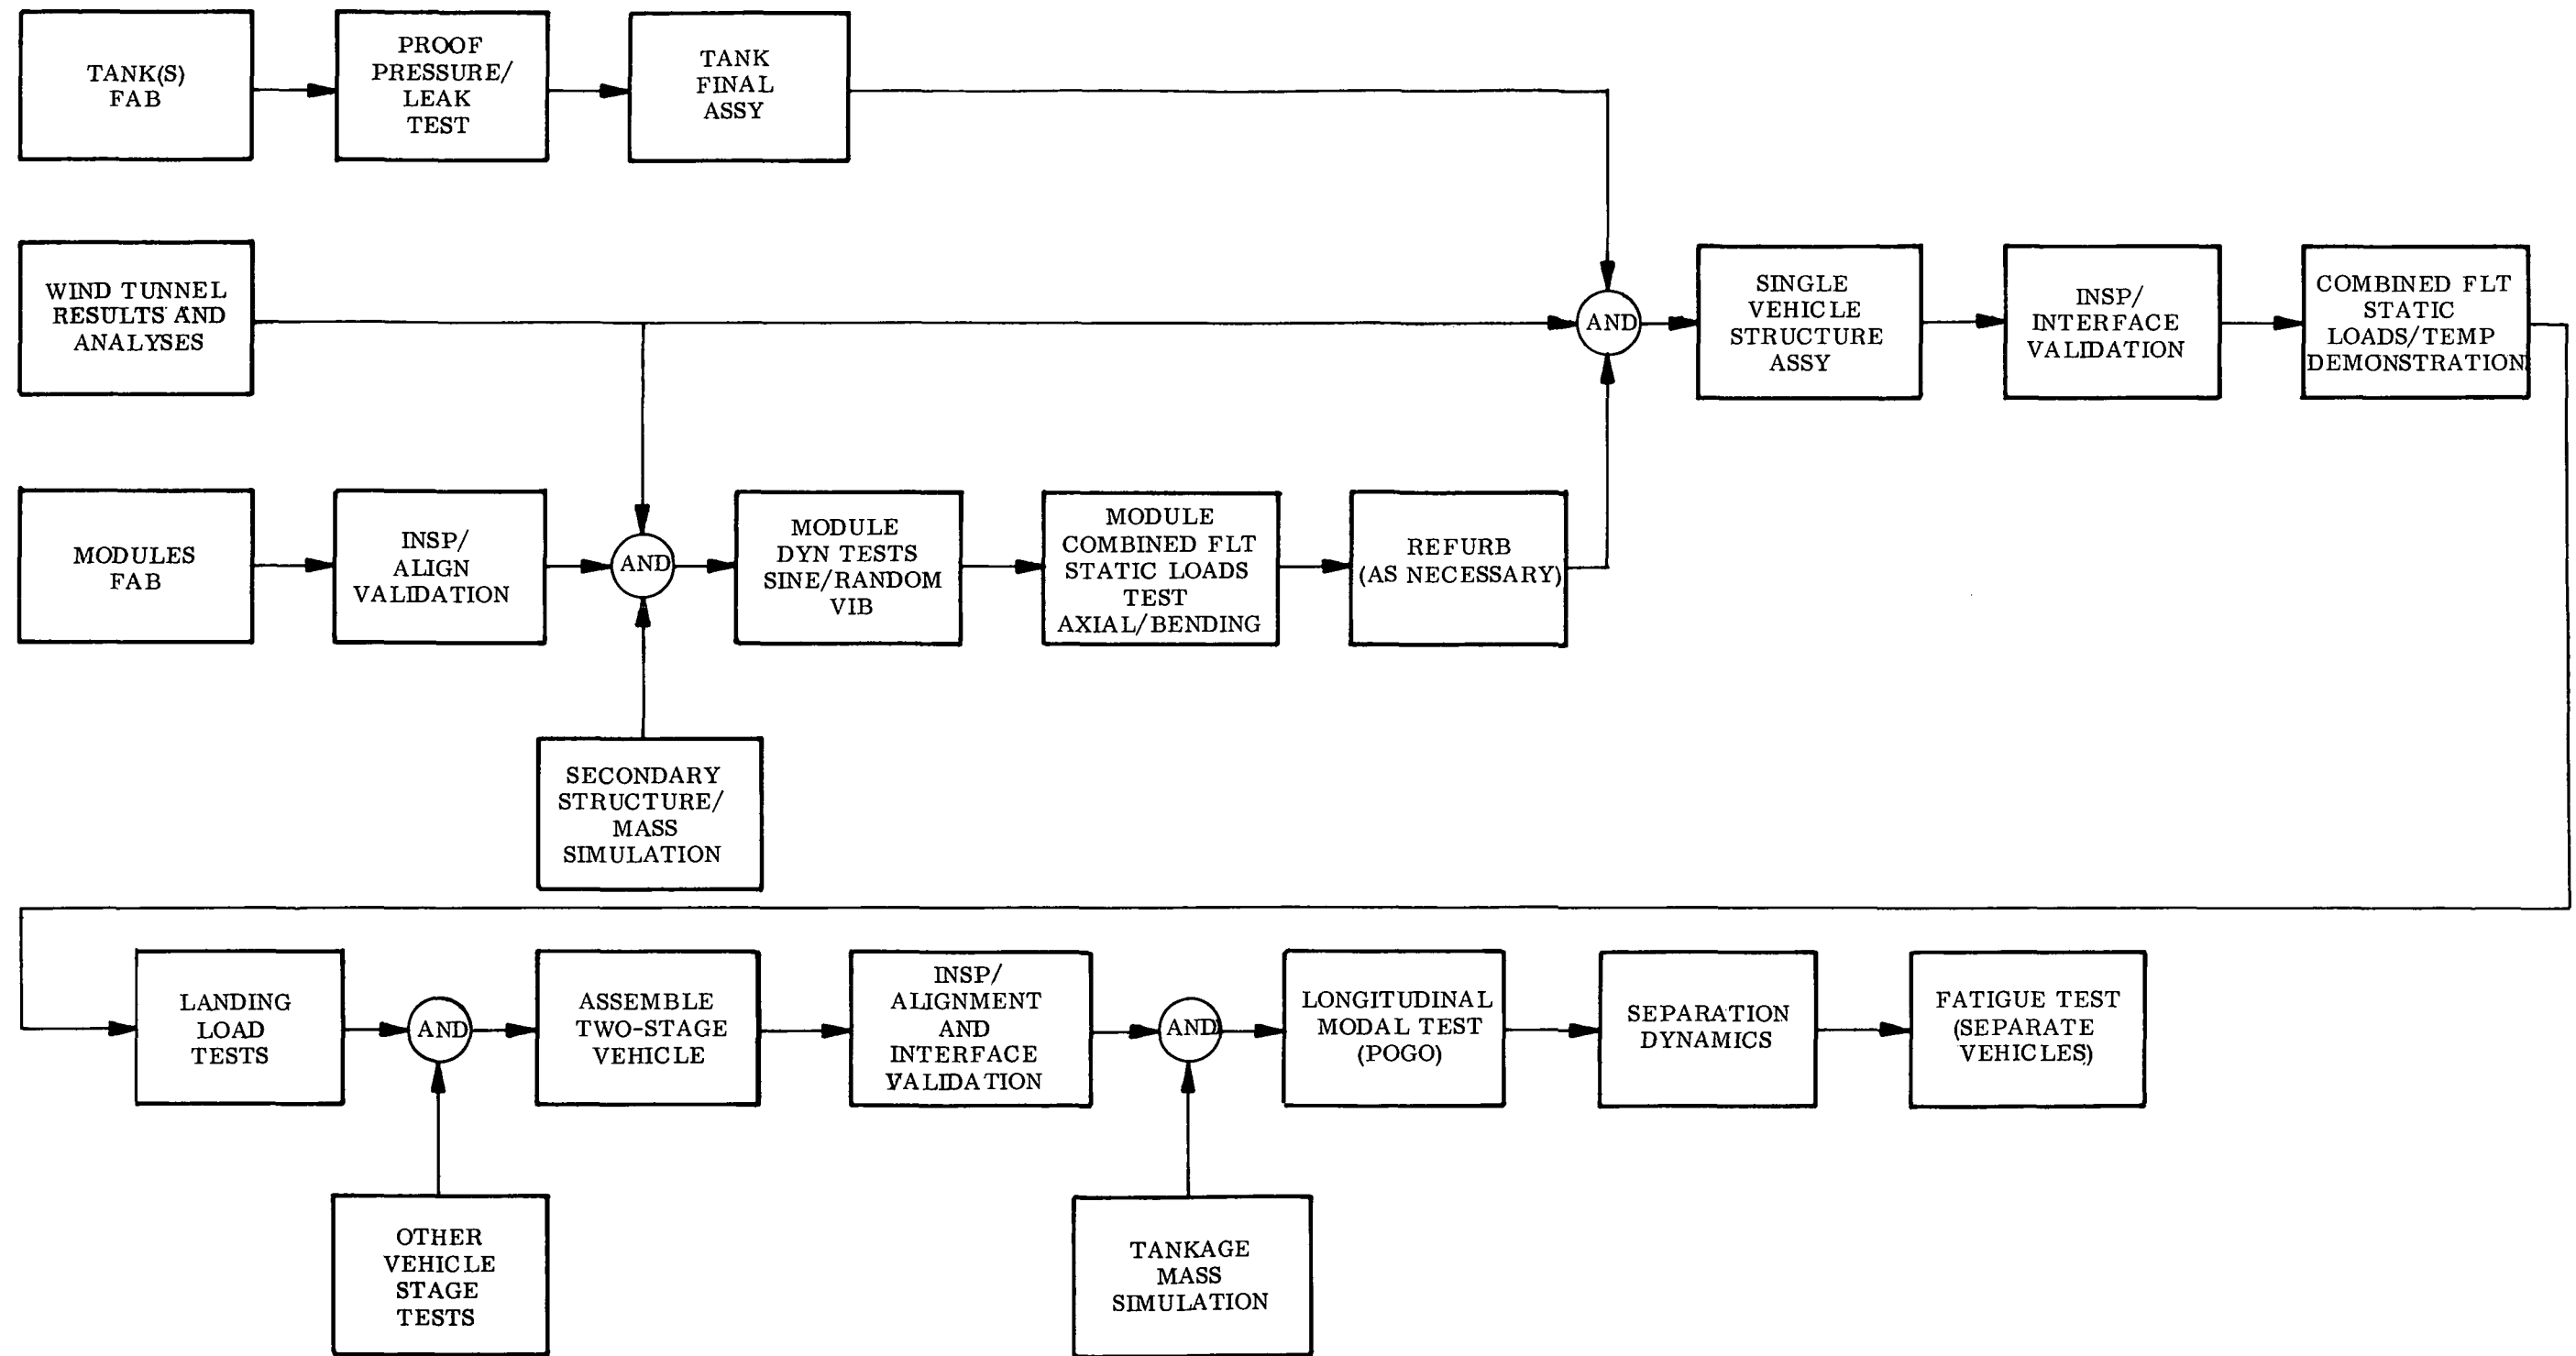 TANK(S)
FAB
PROOF
PRESSURE/
LEAK
TEST
TANK
FINAL
ASSY
WIND TUNNEL
RESULTS AND
ANALYSES
AND
SINGLE
VEHICLE
STRUCTURE
ASSY
INSP/
INTERFACE
VALIDATION
COMBINED FLT
STATIC
LOADS/TEMP
DEMONSTRATION
MODULES
FAB
INSP/
ALIGN
VALIDATION
AND
MODULE
DYN TESTS
SINE/RANDOM
VIB
MODULE
COMBINED FLT
STATIC LOADS
TEST
AXIAL/BENDING
REFURB
(AS NECESSARY)
SECONDARY
STRUCTURE/
MASS
SIMULATION
LANDING
LOAD
TESTS
AND
ASSEMBLE
TWO-STAGE
VEHICLE
INSP/
ALIGNMENT
AND
INTERFACE
VALIDATION
AND
LONGITUDINAL
MODAL TEST
(POGO)
SEPARATION
DYNAMICS
FATIGUE TEST
(SEPARATE
VEHICLES)
OTHER
VEHICLE
STAGE
TESTS
TANKAGE
MASS
SIMULATION